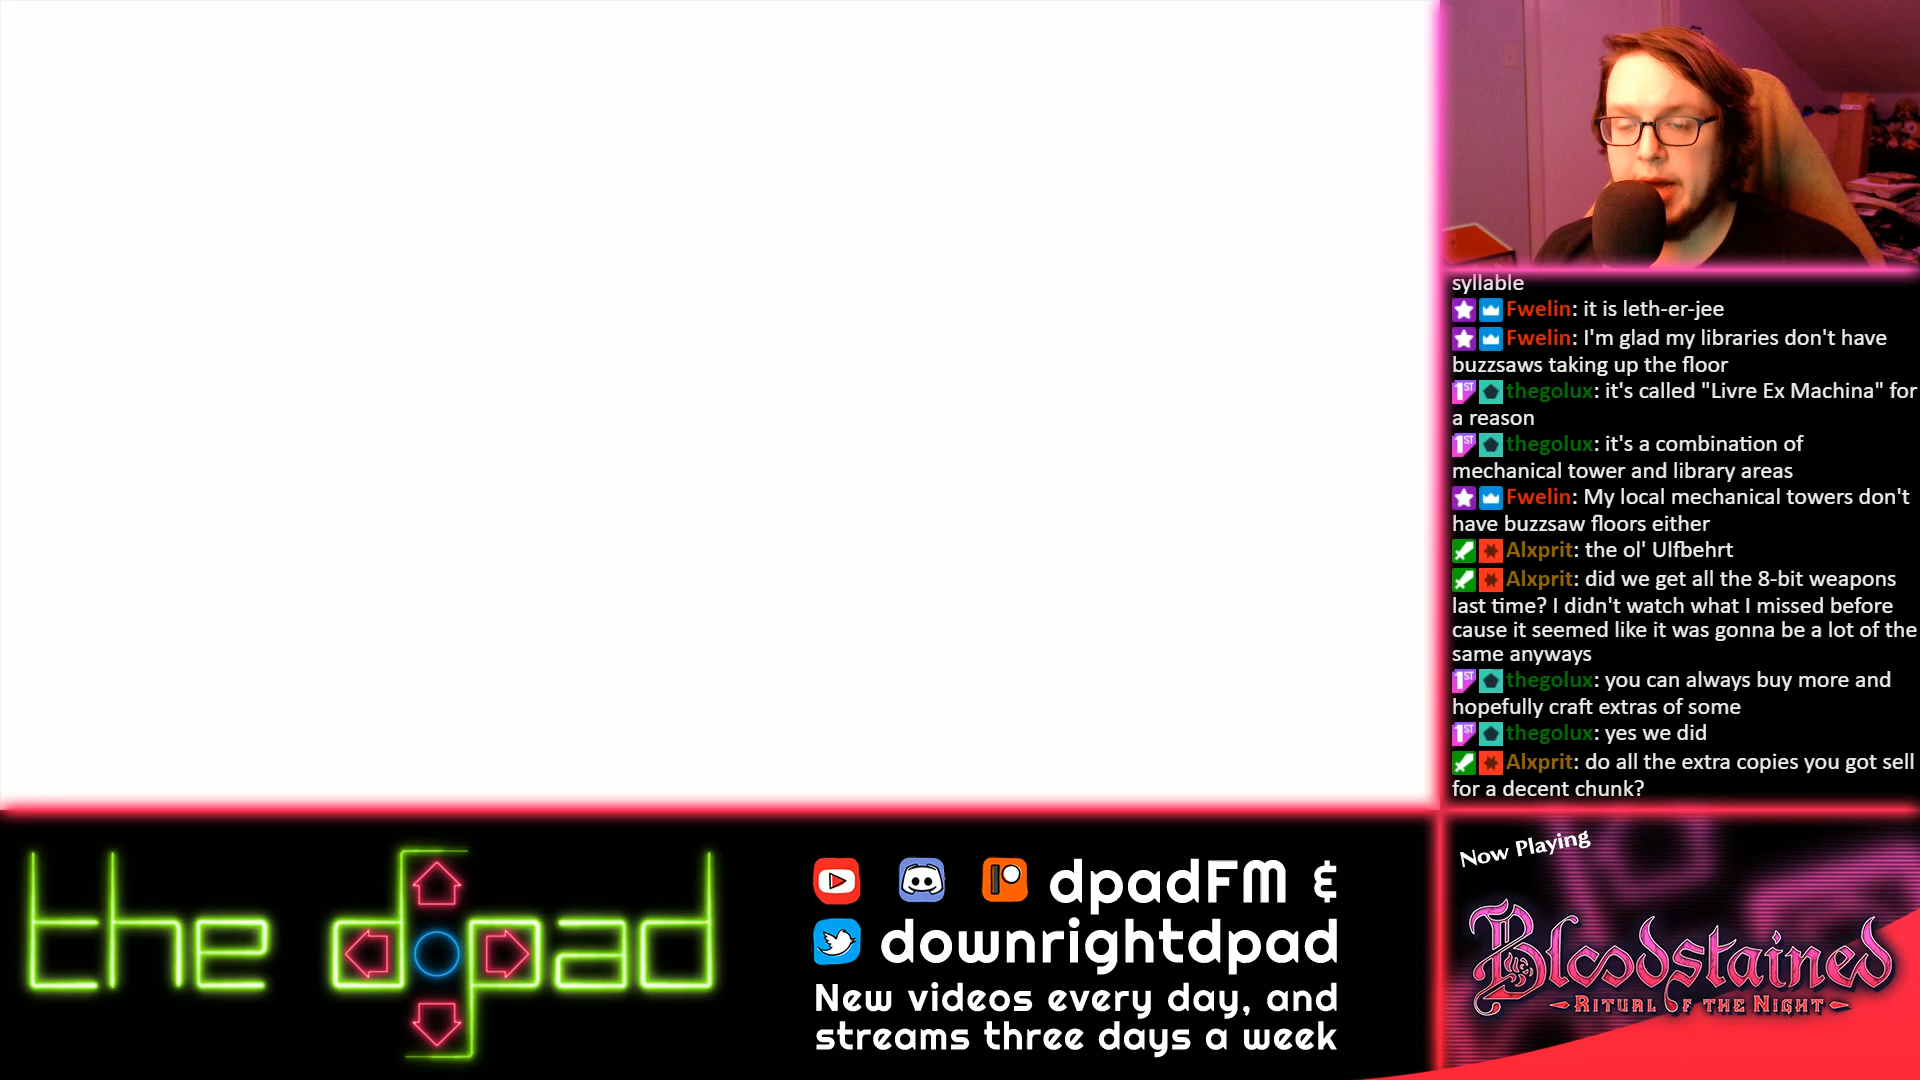 syllable
Fwelin: it is leth-er-jee
Fwelin: I'm glad my libraries don't have
buzzsaws taking up the floor
1ST thegolux: it's called "Livre Ex Machina" for
a reason
1ST thegolux: it's a combination of
mechanical tower and library areas
Fwelin: My local mechanical towers don't
have buzzsaw floors either
Alxprit: the ol' Ulfbehrt
Alxprit: did we get all the 8-bit weapons
last time? I didn't watch what I missed before
cause it seemed like it was gonna be a lot of the
same anyways
1ST thegolux: you can always buy more and
hopefully craft extras of some
1ST thegolux: yes we did
Alxprit: do all the extra copies you got sell
for a decent chunk?
the dpad
dpadFM &
downrightdpad
New videos every day, and
streams three days a week
Now Playing
Bloodstained
RITUAL OF THE NIGHT